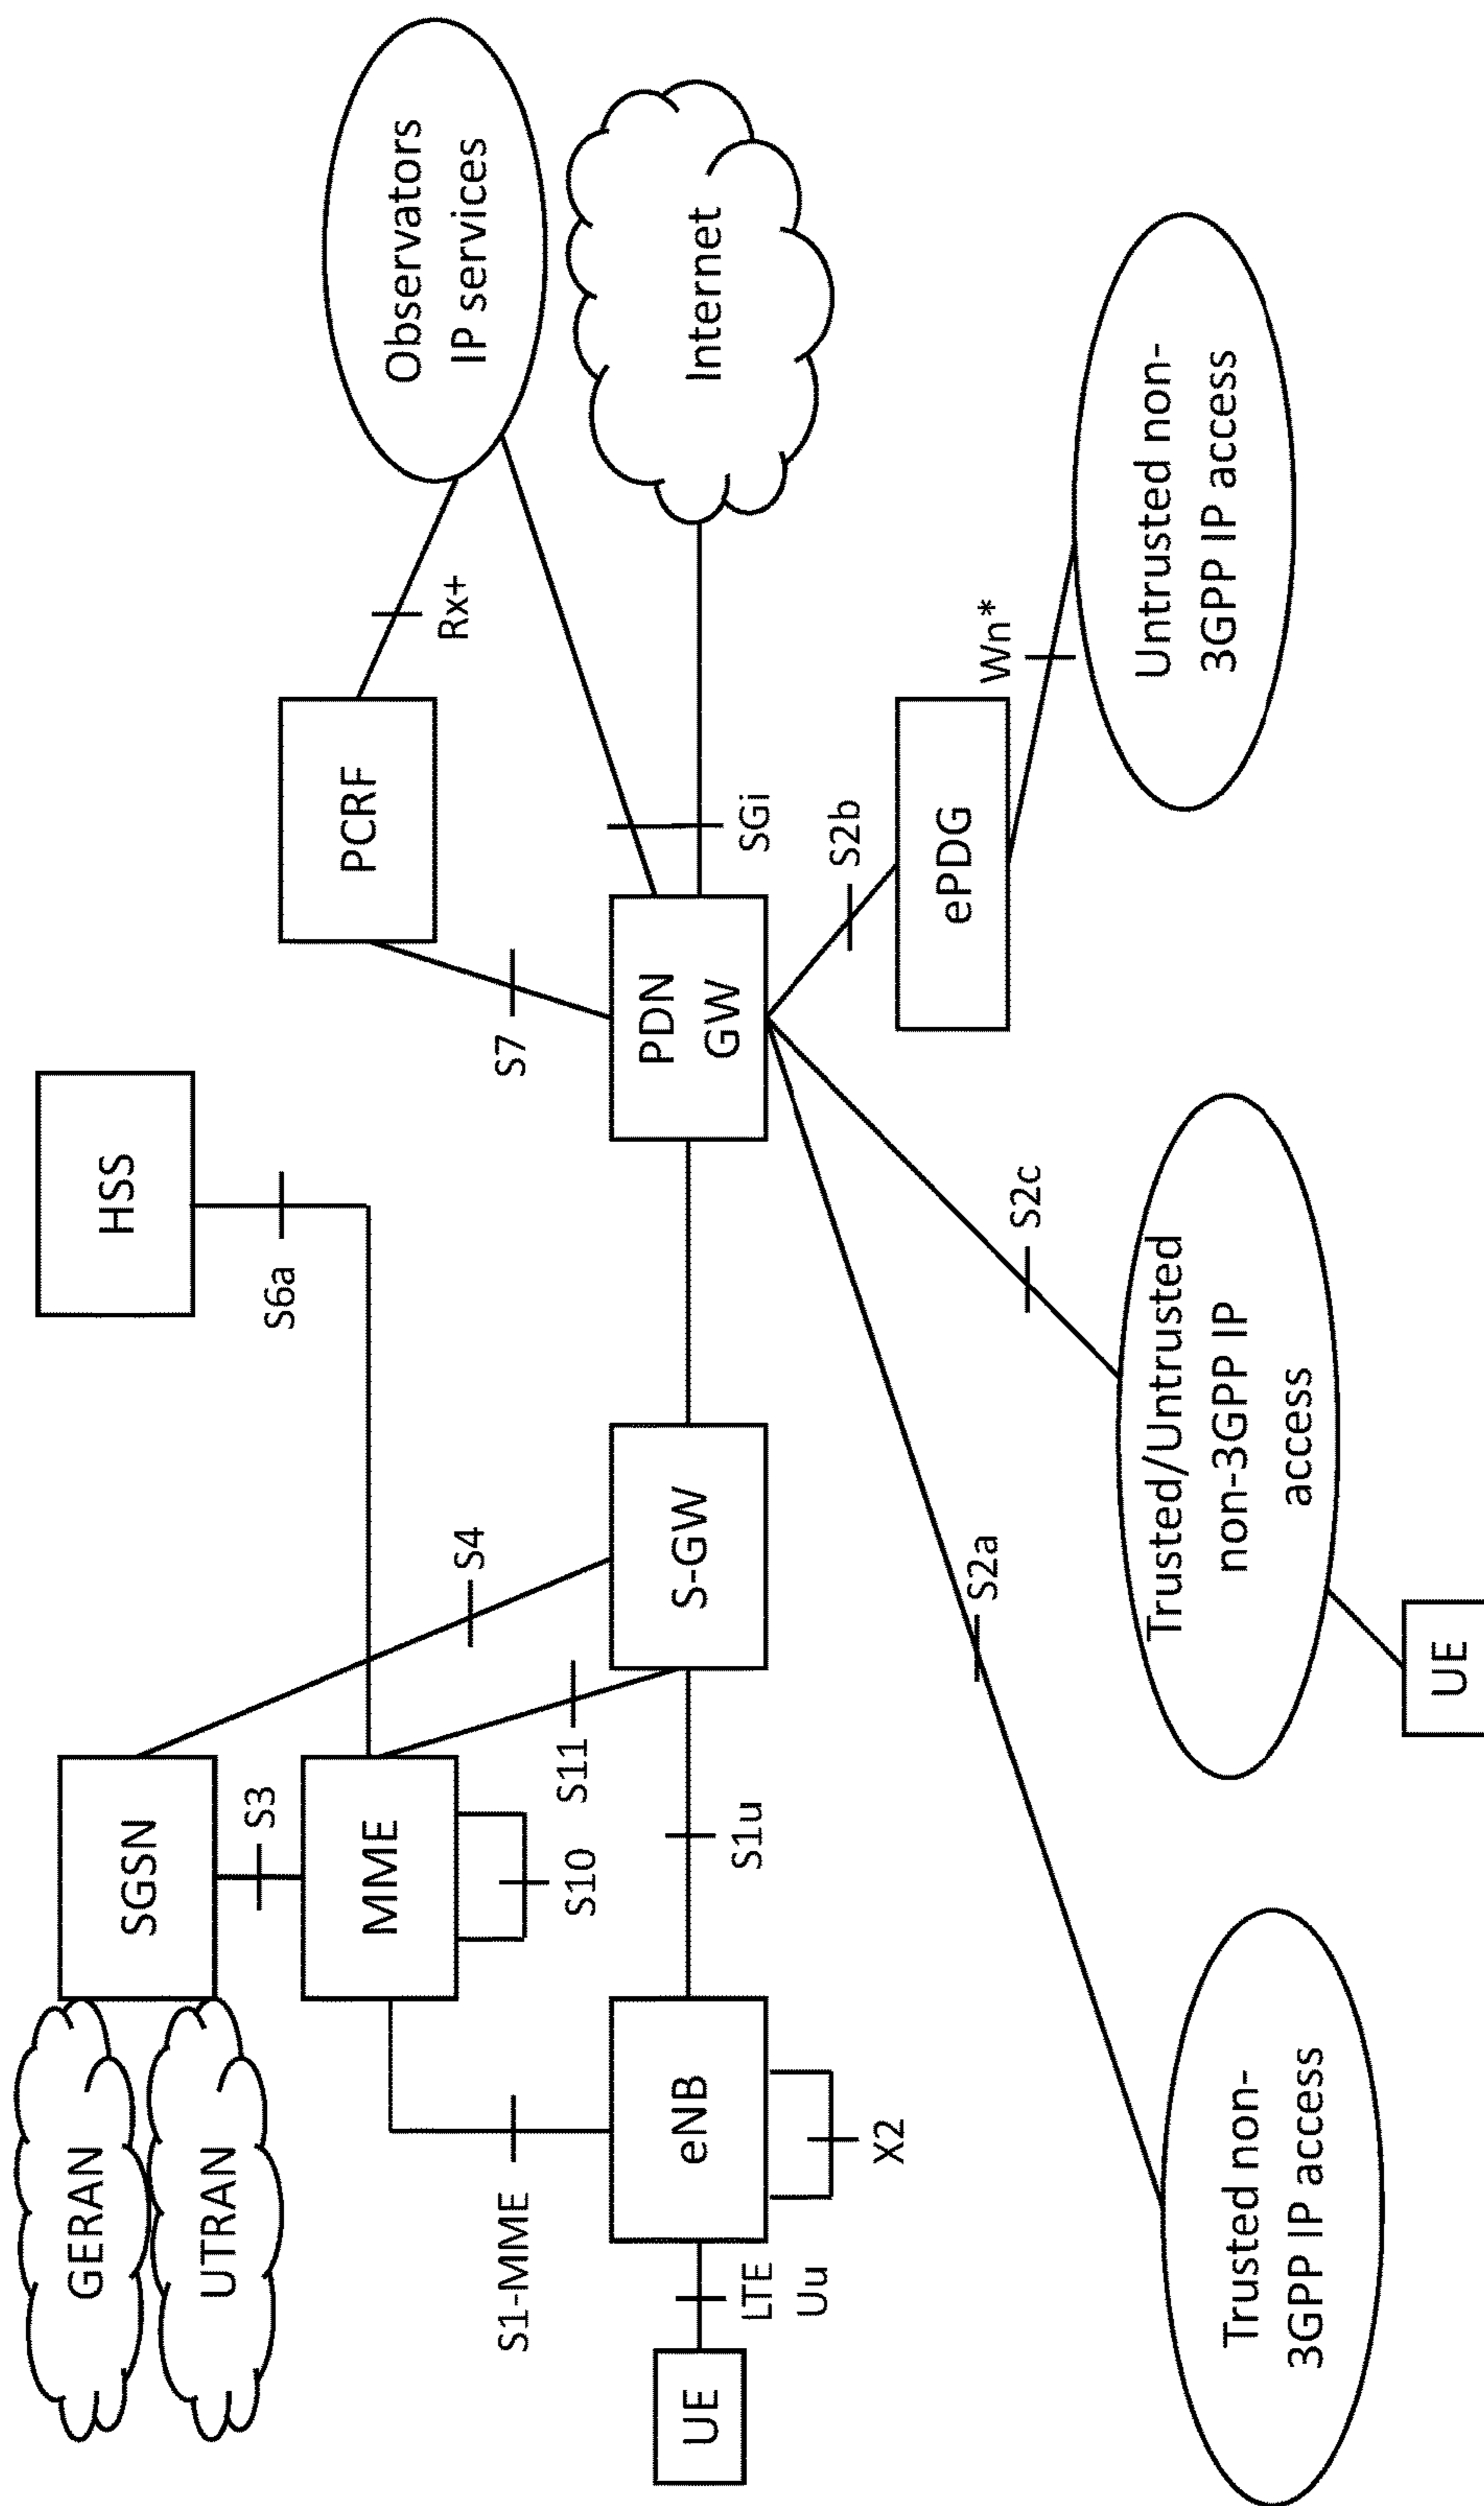 GERAN
UTRAN
SGSN
S3
MME
S10
S1-MME
S11
S4
S6a
HSS
S7
PCRF
Rx+
Observators
IP services
UE
LTE
Uu
eNB
X2
S1u
S-GW
PDN
GW
SGi
Internet
S2a
S2c
S2b
ePDG
Wn*
Trusted non-
3GPP IP access
Trusted/Untrusted
non-3GPP IP
access
UE
Untrusted non-
3GPP IP access